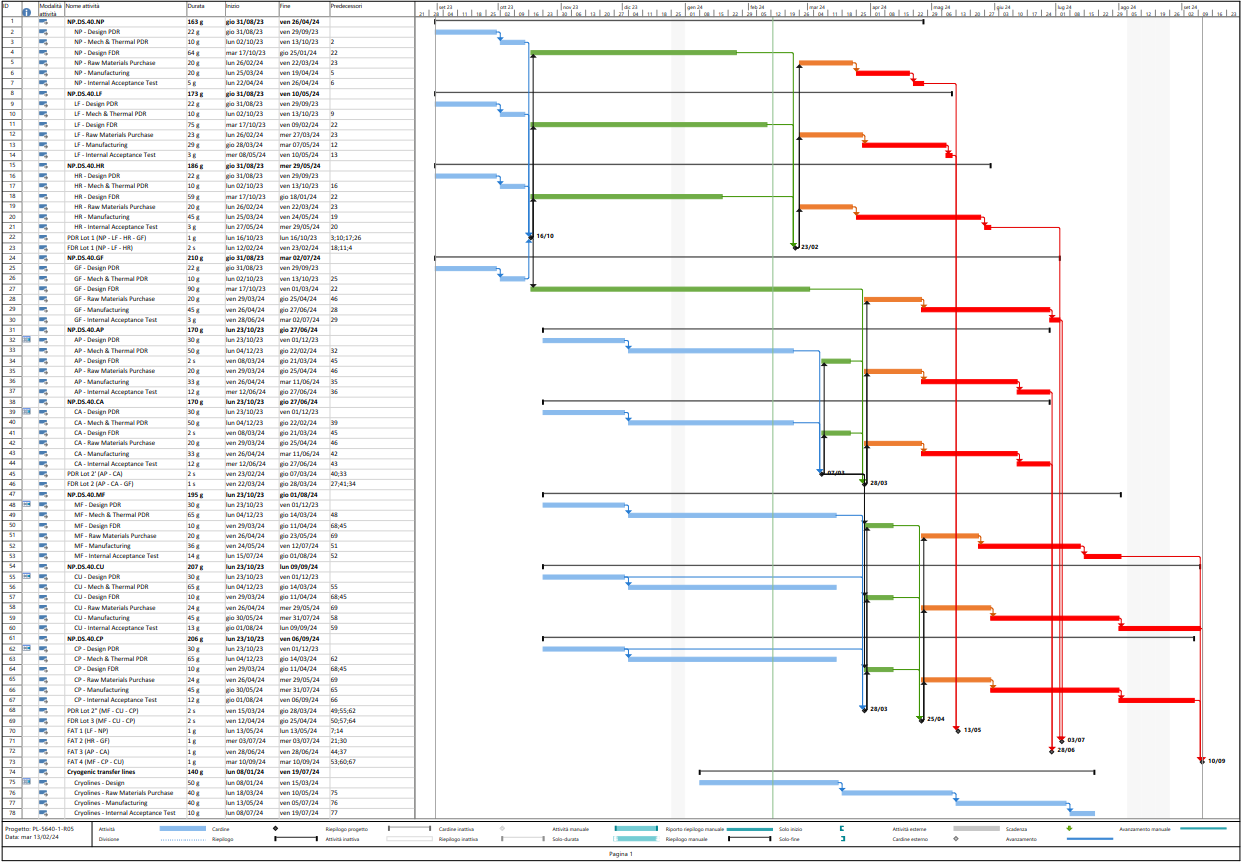 ID Modalità attività Nome attività Durata Inizio Fine Predecessori
set 23 ott 23 nov 23 dic 23 gen 24 feb 24 mar 24 apr 24 mag 24 giu 24 lug 24 ago 24 set 24
1 NP.DS.40.NP 163 g gio 31/08/23 ven 26/04/24
2 NP - Design PDR 22 g gio 31/08/23 ven 29/09/23
3 NP - Mech & Thermal PDR 10 g lun 02/10/23 ven 13/10/23 2
4 NP - Design FDR 64 g mar 17/10/23 gio 25/01/24 22
5 NP - Raw Materials Purchase 20 g lun 26/02/24 ven 22/03/24 23
6 NP - Manufacturing 20 g lun 25/03/24 ven 19/04/24 5
7 NP - Internal Acceptance Test 5 g lun 22/04/24 ven 26/04/24 6
8 NP.DS.40.LF 173 g gio 31/08/23 ven 10/05/24
9 LF - Design PDR 22 g gio 31/08/23 ven 29/09/23
10 LF - Mech & Thermal PDR 10 g lun 02/10/23 ven 13/10/23 9
11 LF - Design FDR 75 g mar 17/10/23 ven 09/02/24 22
12 LF - Raw Materials Purchase 23 g lun 26/02/24 mer 27/03/24 23
13 LF - Manufacturing 29 g gio 28/03/24 mar 07/05/24 12
14 LF - Internal Acceptance Test 3 g mer 08/05/24 ven 10/05/24 13
15 NP.DS.40.HR 186 g gio 31/08/23 mer 29/05/24
16 HR - Design PDR 22 g gio 31/08/23 ven 29/09/23
17 HR - Mech & Thermal PDR 10 g lun 02/10/23 ven 13/10/23 16
18 HR - Design FDR 59 g mar 17/10/23 gio 18/01/24 22
19 HR - Raw Materials Purchase 20 g lun 26/02/24 ven 22/03/24 23
20 HR - Manufacturing 45 g lun 25/03/24 ven 24/05/24 19
21 HR - Internal Acceptance Test 3 g lun 27/05/24 mer 29/05/24 20
22 PDR Lot 1 (NP - LF - HR - GF) 1 g lun 16/10/23 lun 16/10/23 3;10;17;26 16/10
23 FDR Lot 1 (NP - LF - HR) 2 s lun 12/02/24 ven 23/02/24 18;11;4 23/02
24 NP.DS.40.GF 210 g gio 31/08/23 mar 02/07/24
25 GF - Design PDR 22 g gio 31/08/23 ven 29/09/23
26 GF - Mech & Thermal PDR 10 g lun 02/10/23 ven 13/10/23 25
27 GF - Design FDR 90 g mar 17/10/23 ven 01/03/24 22
28 GF - Raw Materials Purchase 20 g ven 29/03/24 gio 25/04/24 46
29 GF - Manufacturing 45 g ven 26/04/24 gio 27/06/24 28
30 GF - Internal Acceptance Test 3 g ven 28/06/24 mar 02/07/24 29
31 NP.DS.40.AP 170 g lun 23/10/23 gio 27/06/24
32 AP - Design PDR 30 g lun 23/10/23 ven 01/12/23
33 AP - Mech & Thermal PDR 50 g lun 04/12/23 gio 22/02/24 32
34 AP - Design FDR 2 s ven 08/03/24 gio 21/03/24 45
35 AP - Raw Materials Purchase 20 g ven 29/03/24 gio 25/04/24 46
36 AP - Manufacturing 33 g ven 26/04/24 mar 11/06/24 35
37 AP - Internal Acceptance Test 12 g mer 12/06/24 gio 27/06/24 36
38 NP.DS.40.CA 170 g lun 23/10/23 gio 27/06/24
39 CA - Design PDR 30 g lun 23/10/23 ven 01/12/23
40 CA - Mech & Thermal PDR 50 g lun 04/12/23 gio 22/02/24 39
41 CA - Design FDR 2 s ven 08/03/24 gio 21/03/24 45
42 CA - Raw Materials Purchase 20 g ven 29/03/24 gio 25/04/24 46
43 CA - Manufacturing 33 g ven 26/04/24 mar 11/06/24 42
44 CA - Internal Acceptance Test 12 g mer 12/06/24 gio 27/06/24 43
45 PDR Lot 2' (AP - CA) 2 s ven 23/02/24 gio 07/03/24 40;33 07/03
46 FDR Lot 2 (AP - CA - GF) 1 s ven 22/03/24 gio 28/03/24 27;41;34 28/03
47 NP.DS.40.MF 195 g lun 23/10/23 gio 01/08/24
48 MF - Design PDR 30 g lun 23/10/23 ven 01/12/23
49 MF - Mech & Thermal PDR 65 g lun 04/12/23 gio 14/03/24 48
50 MF - Design FDR 10 g ven 29/03/24 gio 11/04/24 68;45
51 MF - Raw Materials Purchase 20 g ven 26/04/24 gio 23/05/24 69
52 MF - Manufacturing 36 g ven 24/05/24 ven 12/07/24 51
53 MF - Internal Acceptance Test 14 g lun 15/07/24 gio 01/08/24 52
54 NP.DS.40.CU 207 g lun 23/10/23 lun 09/09/24
55 CU - Design PDR 30 g lun 23/10/23 ven 01/12/23
56 CU - Mech & Thermal PDR 65 g lun 04/12/23 gio 14/03/24 55
57 CU - Design FDR 10 g ven 29/03/24 gio 11/04/24 68;45
58 CU - Raw Materials Purchase 24 g ven 26/04/24 mer 29/05/24 69
59 CU - Manufacturing 45 g gio 30/05/24 mer 31/07/24 58
60 CU - Internal Acceptance Test 13 g gio 01/08/24 lun 09/09/24 59
61 NP.DS.40.CP 206 g lun 23/10/23 ven 06/09/24
62 CP - Design PDR 30 g lun 23/10/23 ven 01/12/23
63 CP - Mech & Thermal PDR 65 g lun 04/12/23 gio 14/03/24 62
64 CP - Design FDR 10 g ven 29/03/24 gio 11/04/24 68;45
65 CP - Raw Materials Purchase 24 g ven 26/04/24 mer 29/05/24 69
66 CP - Manufacturing 45 g gio 30/05/24 mer 31/07/24 65
67 CP - Internal Acceptance Test 12 g gio 01/08/24 ven 06/09/24 66
68 PDR Lot 2" (MF - CU - CP) 2 s ven 15/03/24 gio 28/03/24 49;55;62 28/03
69 FDR Lot 3 (MF - CU - CP) 2 s ven 12/04/24 gio 25/04/24 50;57;64 25/04
70 FAT 1 (LF - NP) 1 g lun 13/05/24 lun 13/05/24 7;14 13/05
71 FAT 2 (HR - GF) 1 g mer 03/07/24 mer 03/07/24 21;30 03/07
72 FAT 3 (AP - CA) 1 g ven 28/06/24 ven 28/06/24 44;37 28/06
73 FAT 4 (MF - CP - CU) 1 g mar 10/09/24 mar 10/09/24 53;60;67 10/09
74 Cryogenic transfer lines 140 g lun 08/01/24 ven 19/07/24
75 Cryolines - Design 50 g lun 08/01/24 ven 15/03/24
76 Cryolines - Raw Materials Purchase 40 g lun 18/03/24 ven 10/05/24 75
77 Cryolines - Manufacturing 40 g lun 13/05/24 ven 05/07/24 76
78 Cryolines - Internal Acceptance Test 10 g lun 08/07/24 ven 19/07/24 77
Progetto: PL-5640-1-R05
Data: mar 13/02/24
Attività Cardine Riepilogo progetto Cardine inattiva Attività manuale Riporto riepilogo manuale Solo inizio Attività esterne Scadenza Avanzamento manuale
Divisione Riepilogo Attività inattiva Riepilogo inattiva Solo-durata Riepilogo manuale Solo-fine Cardine esterno Avanzamento
Pagina 1